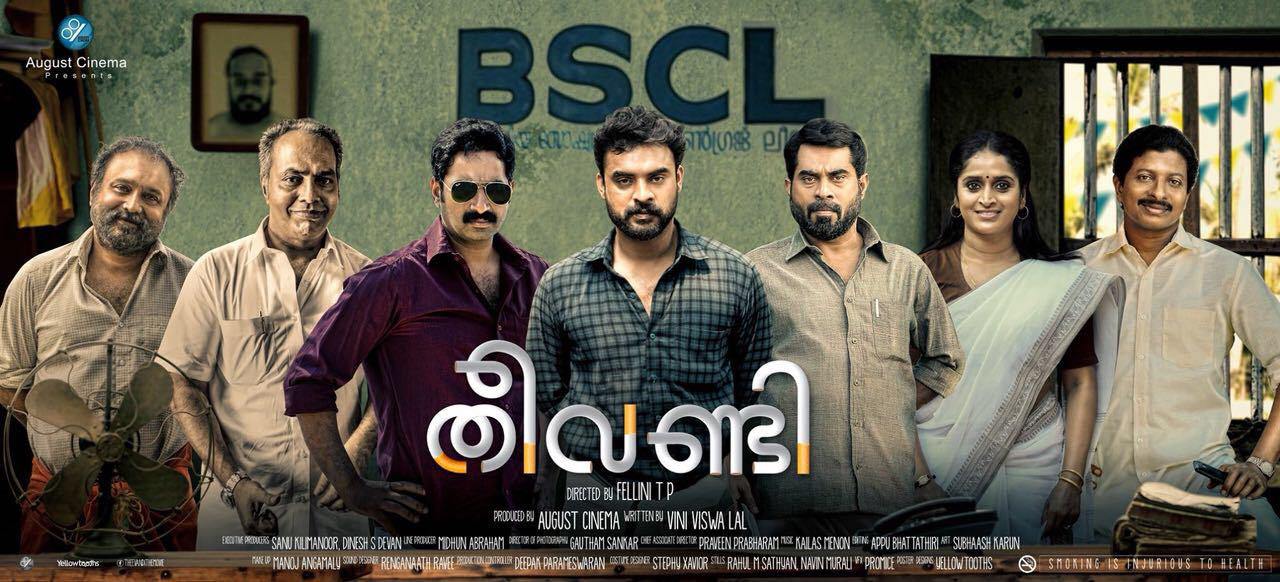 August Cinema
Presents
BSCL
തീവണ്ടി
DIRECTED BY FELLINI T P
PRODUCED BY AUGUST CINEMA WRITTEN BY VINI VISWA LAL
EXECUTIVE PRODUCERS SANU KILIMANOOR, DINESH S DEVAN LINE PRODUCER MIDHUN ABRAHAM DIRECTOR OF PHOTOGRAPHY GAUTHAM SANKAR CHIEF ASSOCIATE DIRECTOR PRAVEEN PRABHARAM MUSIC KAILAS MENON EDITING APPU BHATTATHIRI ART SUBHAASH KARUN
Yellowtooths THEEVANDITHEMOVIE MAKE UP MANOJ ANGAMALI SOUND DESIGNER RENGANAATH RAVEE PRODUCTION CONTROLLER DEEPAK PARAMESWARAN COSTUME DESIGNER STEPHY XAVIOR STILLS RAHUL M SATHYAN, NAVIN MURALI VFX PROMICE POSTER DESIGNS YELLOW TOOTHS
SMOKING IS INJURIOUS TO HEALTH